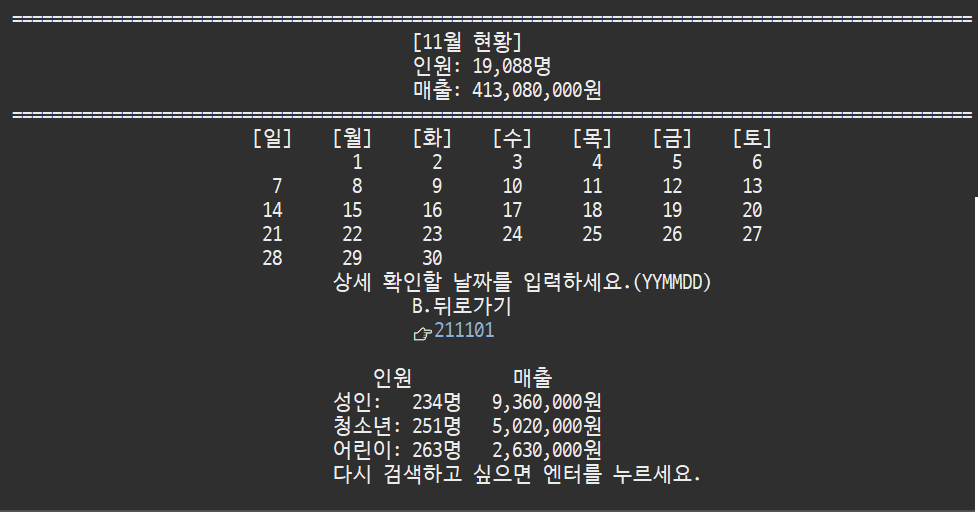 ================================================================================================
[11월 현황]
인원: 19,088명
매출: 413,080,000원
================================================================================================
[일] [월] [화] [수] [목] [금] [토]
1 2 3 4 5 6
7 8 9 10 11 12 13
14 15 16 17 18 19 20
21 22 23 24 25 26 27
28 29 30
상세 확인할 날짜를 입력하세요.(YYMMDD)
B.뒤로가기
👉211101
인원 매출
성인: 234명 9,360,000원
청소년: 251명 5,020,000원
어린이: 263명 2,630,000원
다시 검색하고 싶으면 엔터를 누르세요.